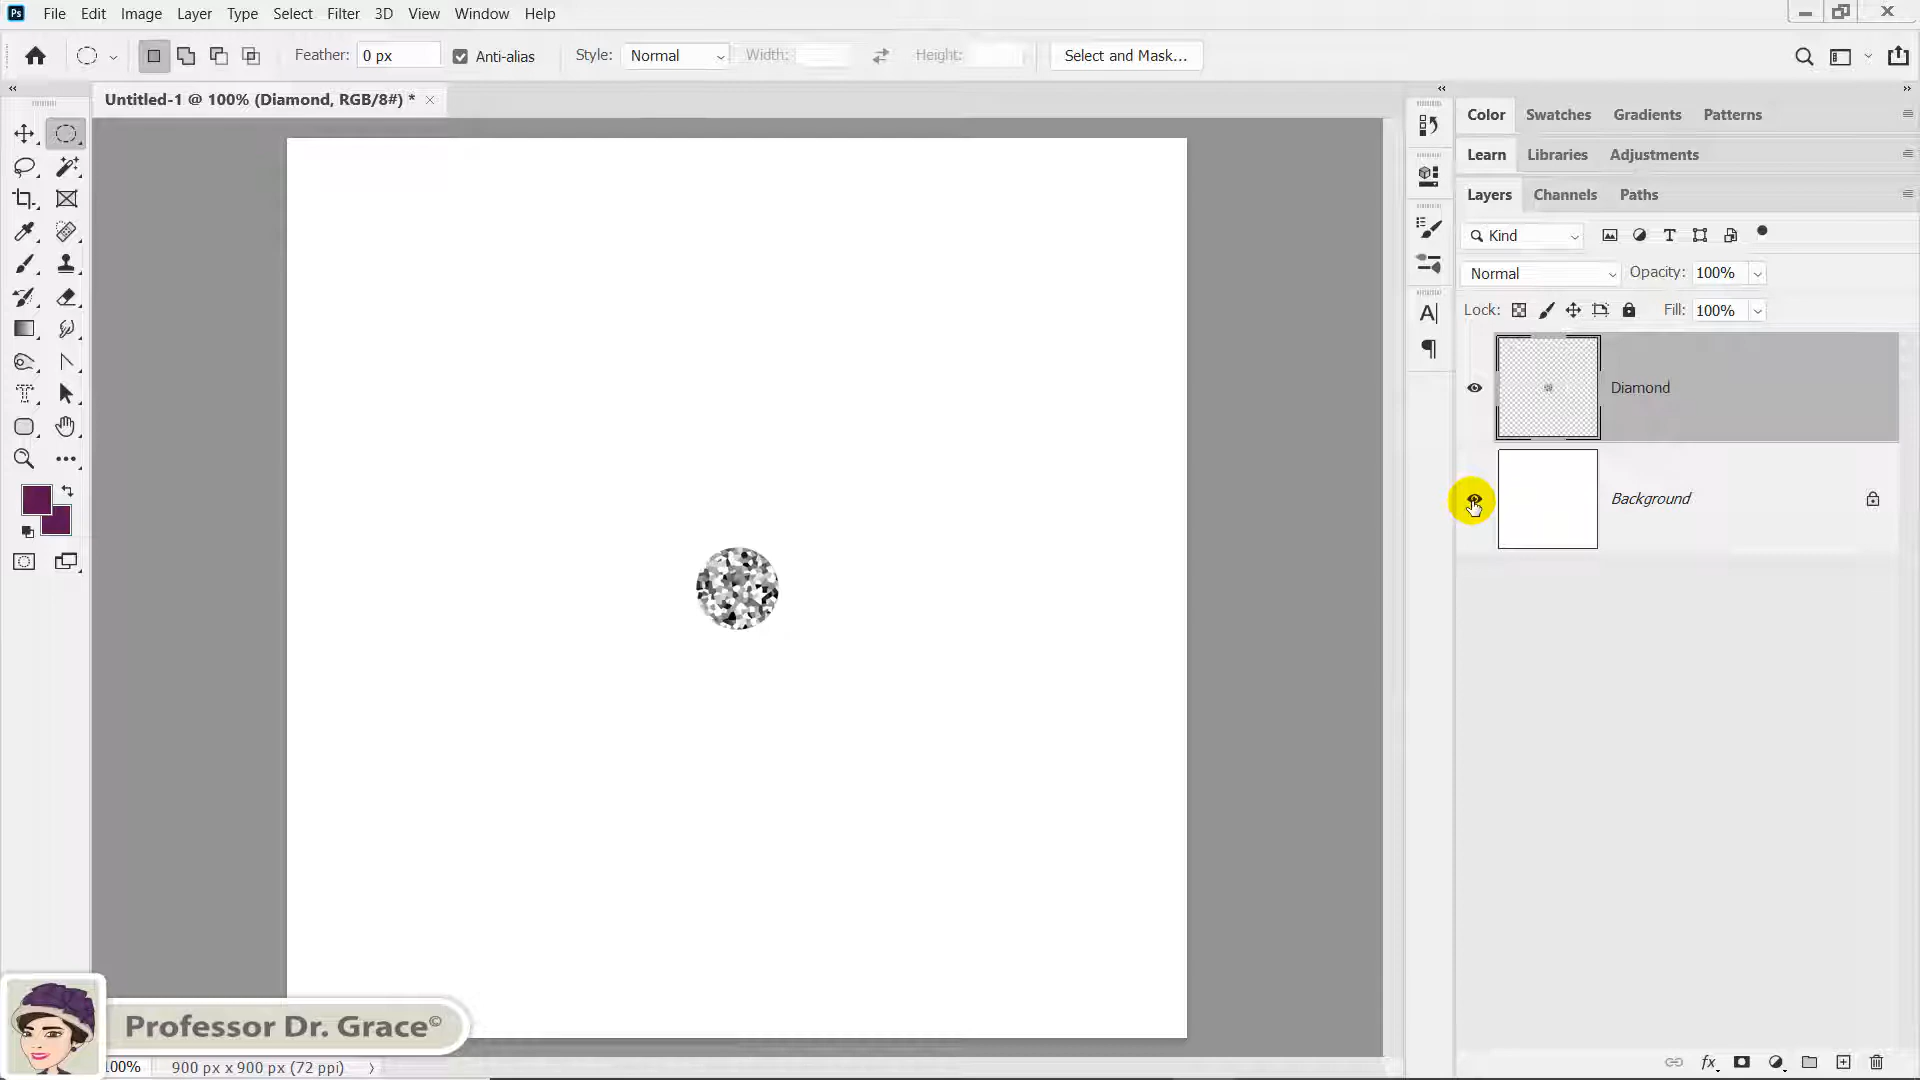 Ps File Edit Image Layer Type Select Filter 3D View Window Help
Feather: 0 px Anti-alias Style: Normal Width: Height: Select and Mask...
Untitled-1 @ 100% (Diamond, RGB/8#) *
Color Swatches Gradients Patterns
Learn Libraries Adjustments
Layers Channels Paths
Kind
Normal Opacity: 100%
Lock: Fill: 100%
Diamond
Background
Professor Dr. Grace©
100% 900 px x 900 px (72 ppi)